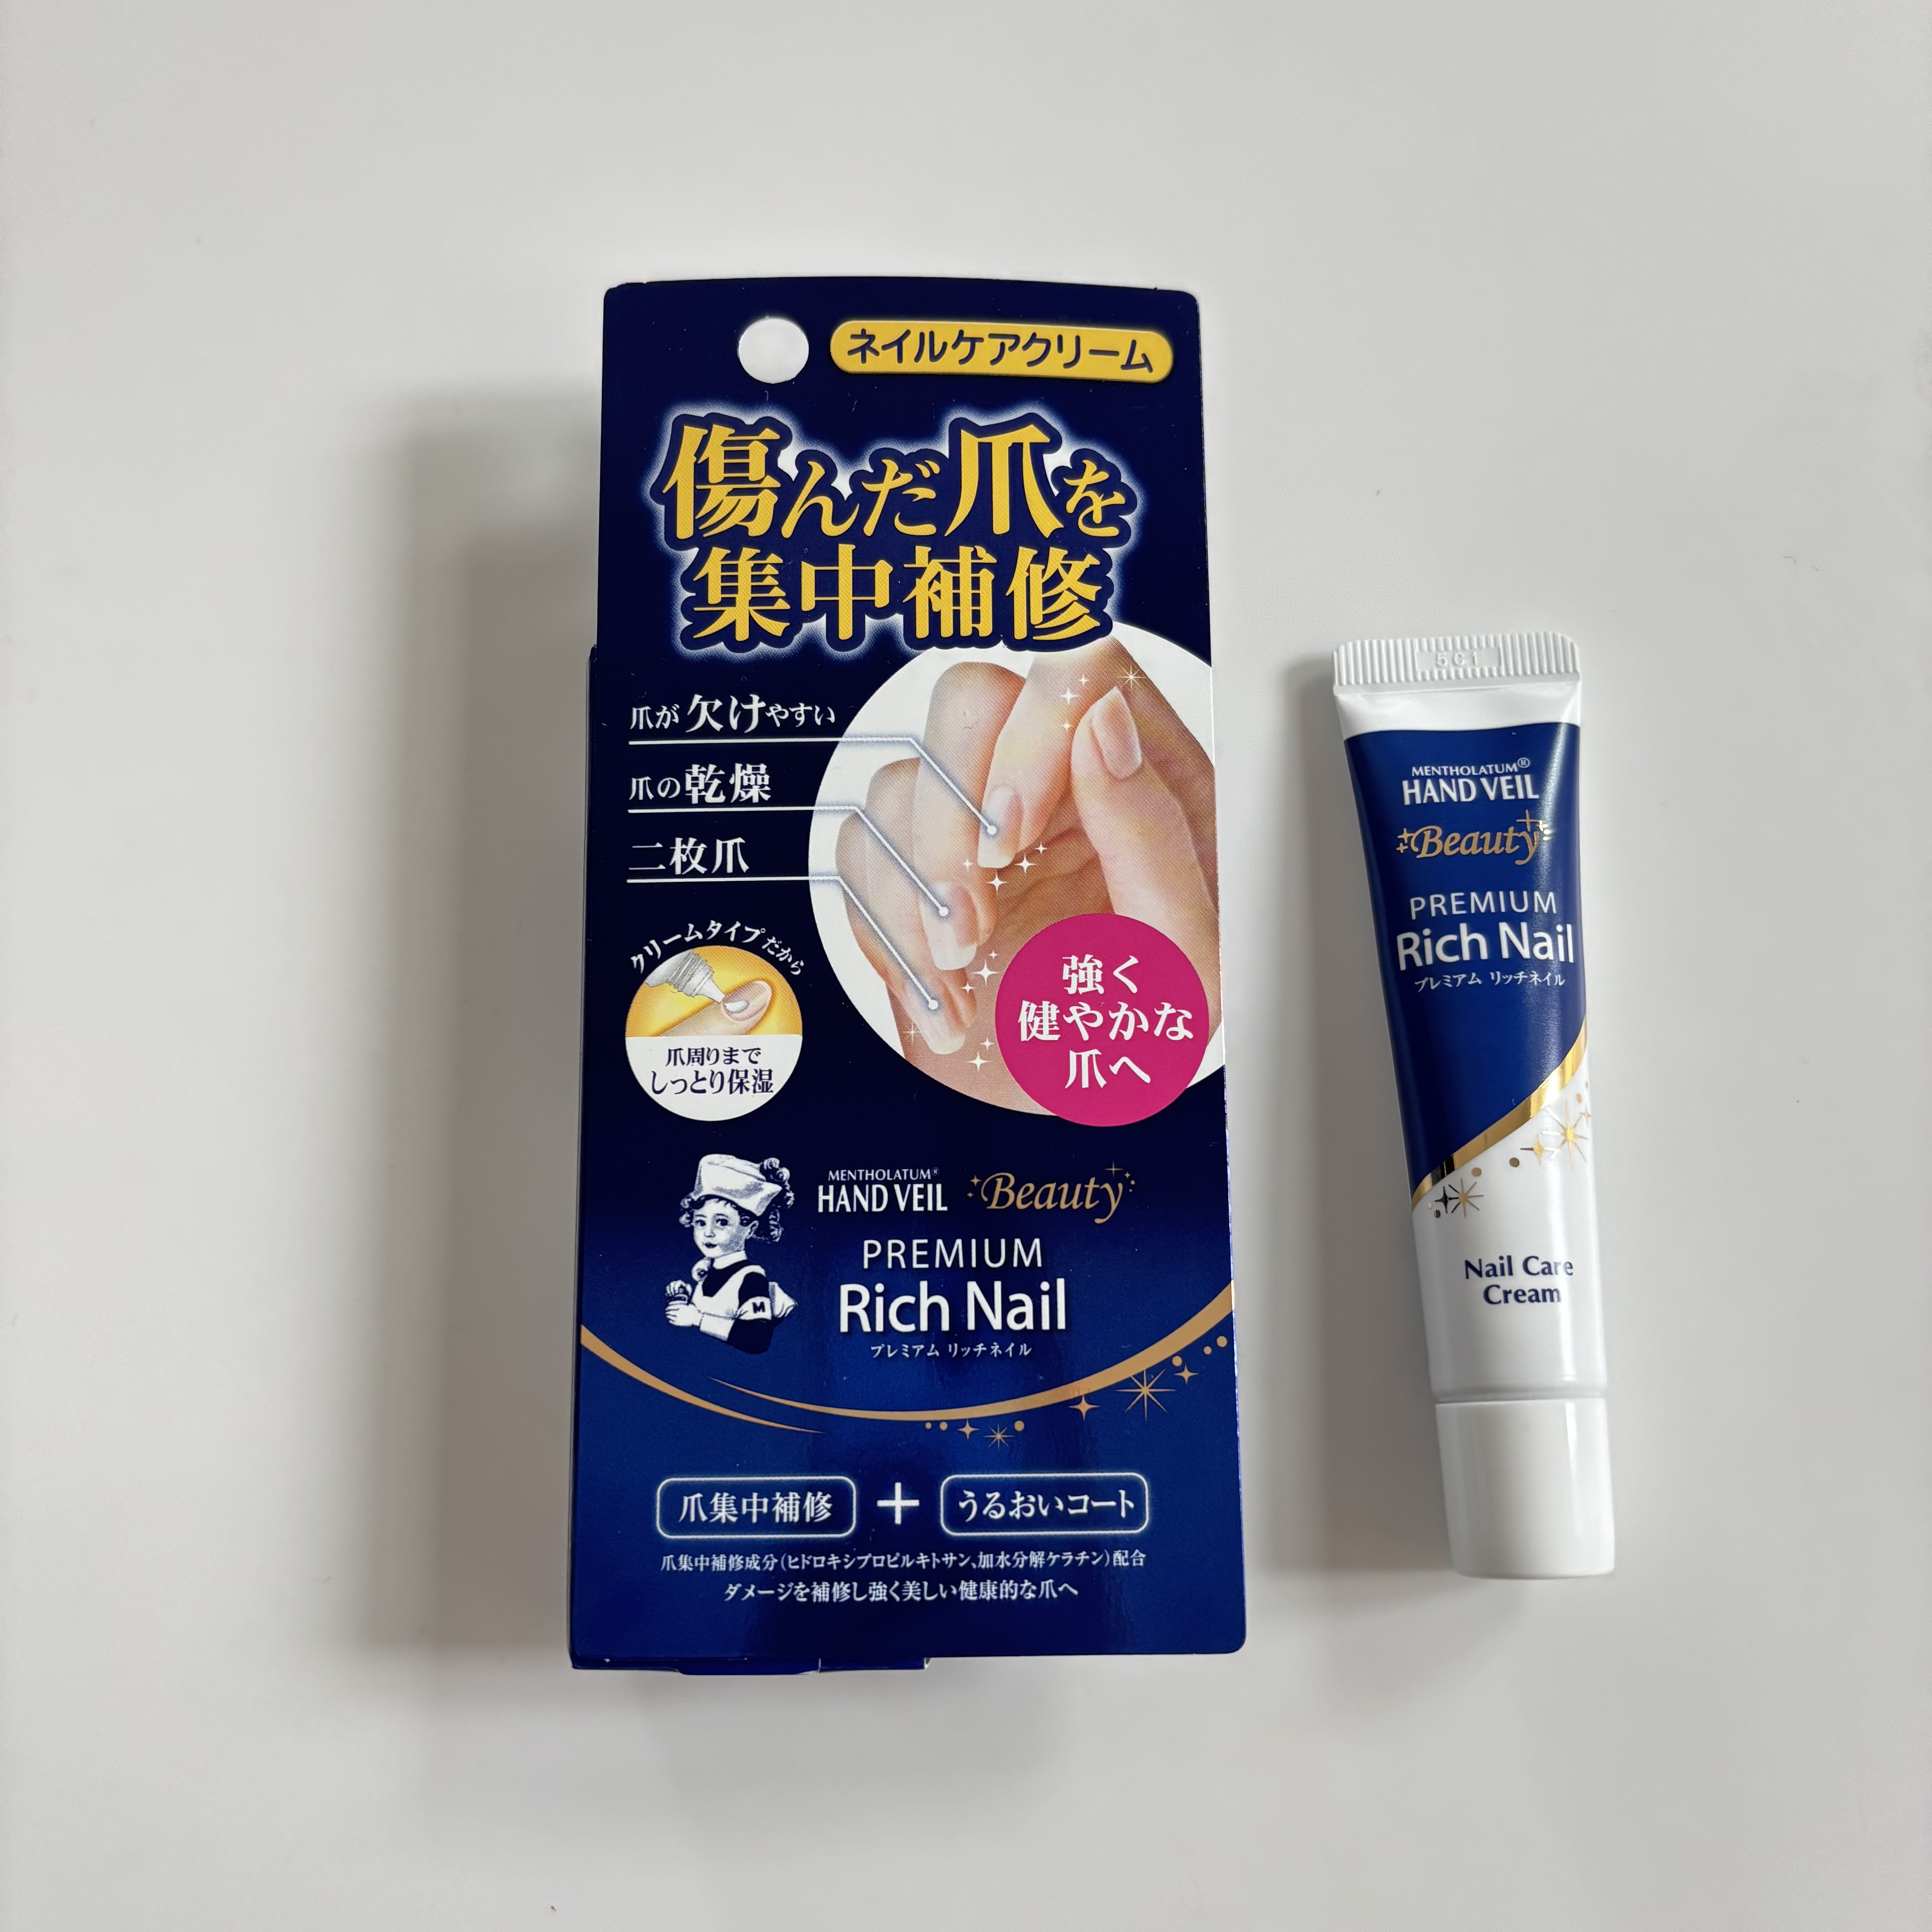 ネイルケアクリーム
傷んだ爪を
集中補修
爪が欠けやすい
爪の乾燥
二枚爪
クリームタイプだから
爪周りまで
しっとり保湿
強く
健やかな
爪へ
MENTHOLATUM®
HAND VEIL
Beauty
PREMIUM
Rich Nail
プレミアム リッチネイル
M
爪集中補修 + うるおいコート
爪集中補修成分(ヒドロキシプロピルキトサン、加水分解ケラチン)配合
ダメージを補修し強く美しい健康的な爪へ
5C1
MENTHOLATUM®
HAND VEIL
Beauty
PREMIUM
Rich Nail
プレミアム リッチネイル
Nail Care
Cream